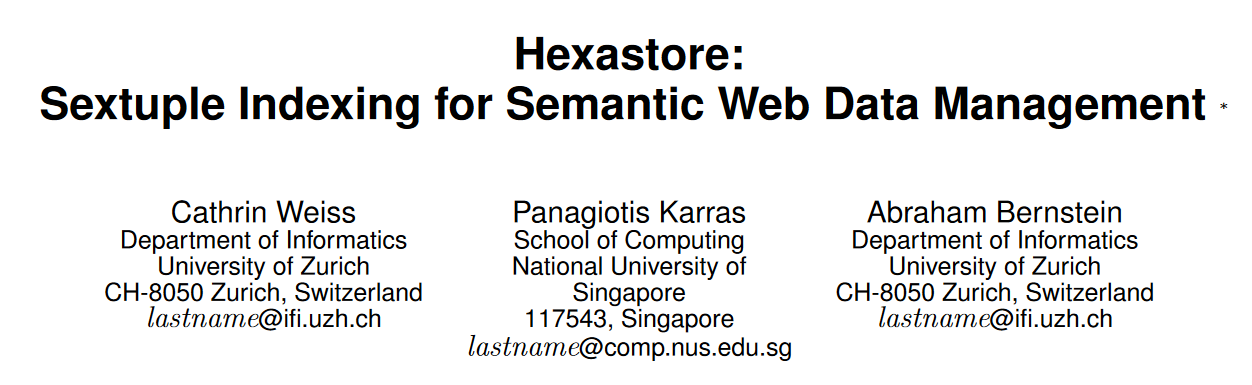 Hexastore:
Sextuple Indexing for Semantic Web Data Management *
Cathrin Weiss
Department of Informatics
University of Zurich
CH-8050 Zurich, Switzerland
lastname@ifi.uzh.ch
Panagiotis Karras
School of Computing
National University of
Singapore
117543, Singapore
lastname@comp.nus.edu.sg
Abraham Bernstein
Department of Informatics
University of Zurich
CH-8050 Zurich, Switzerland
lastname@ifi.uzh.ch